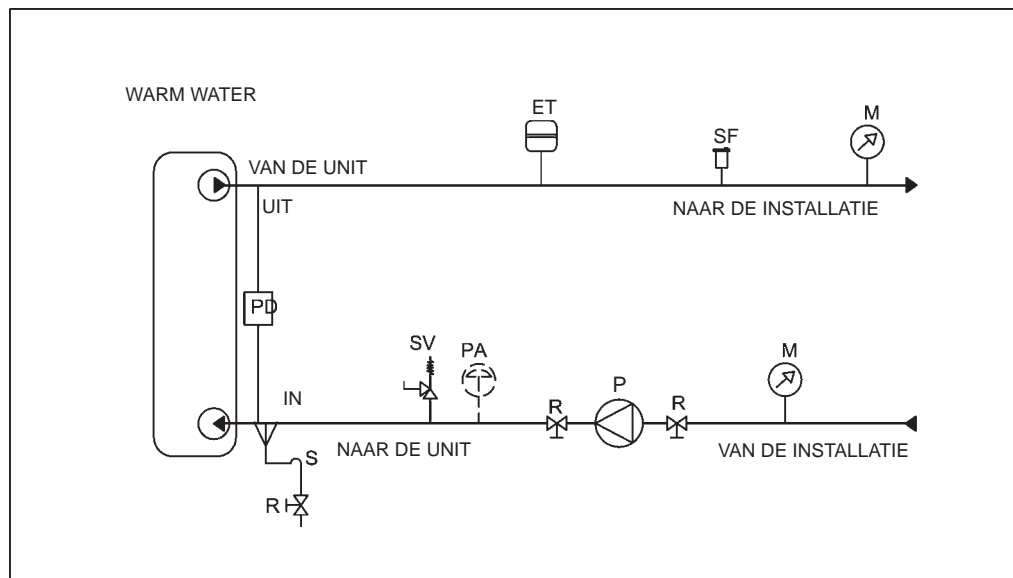 WARM WATER
ET
M
SF
VAN DE UNIT
UIT
NAAR DE INSTALLATIE
PD
SV
PA
M
P
IN
R
R
NAAR DE UNIT
VAN DE INSTALLATIE
S
R